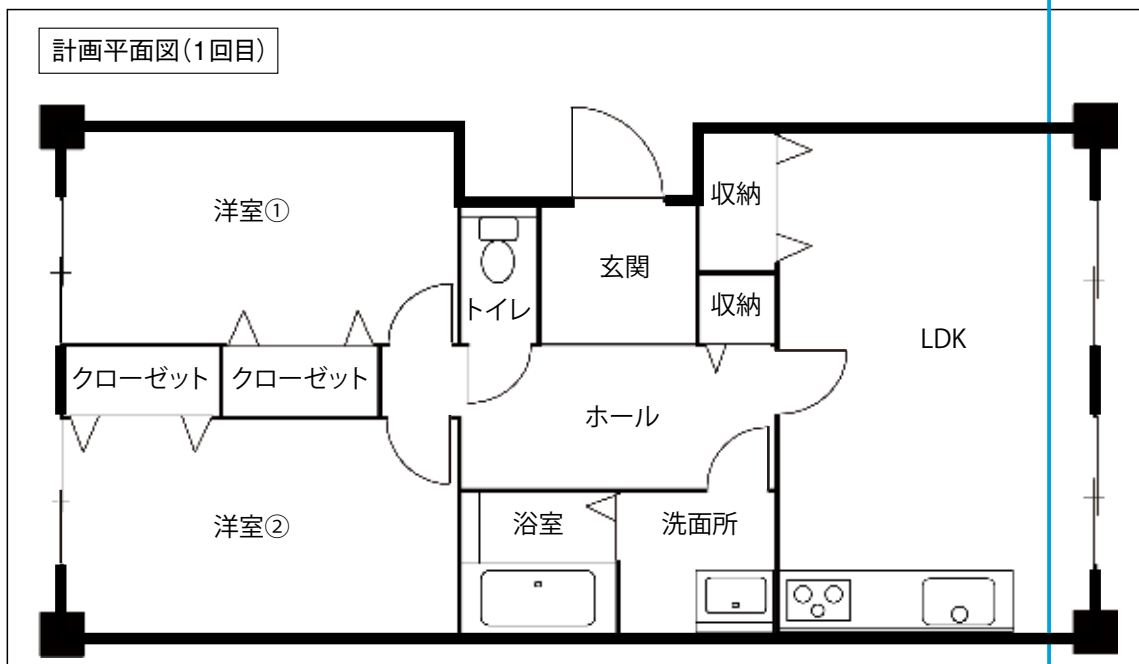 計画平面図(1回目)
洋室①
収納
玄関
トイレ
収納
LDK
クローゼット
クローゼット
ホール
洋室②
浴室
洗面所